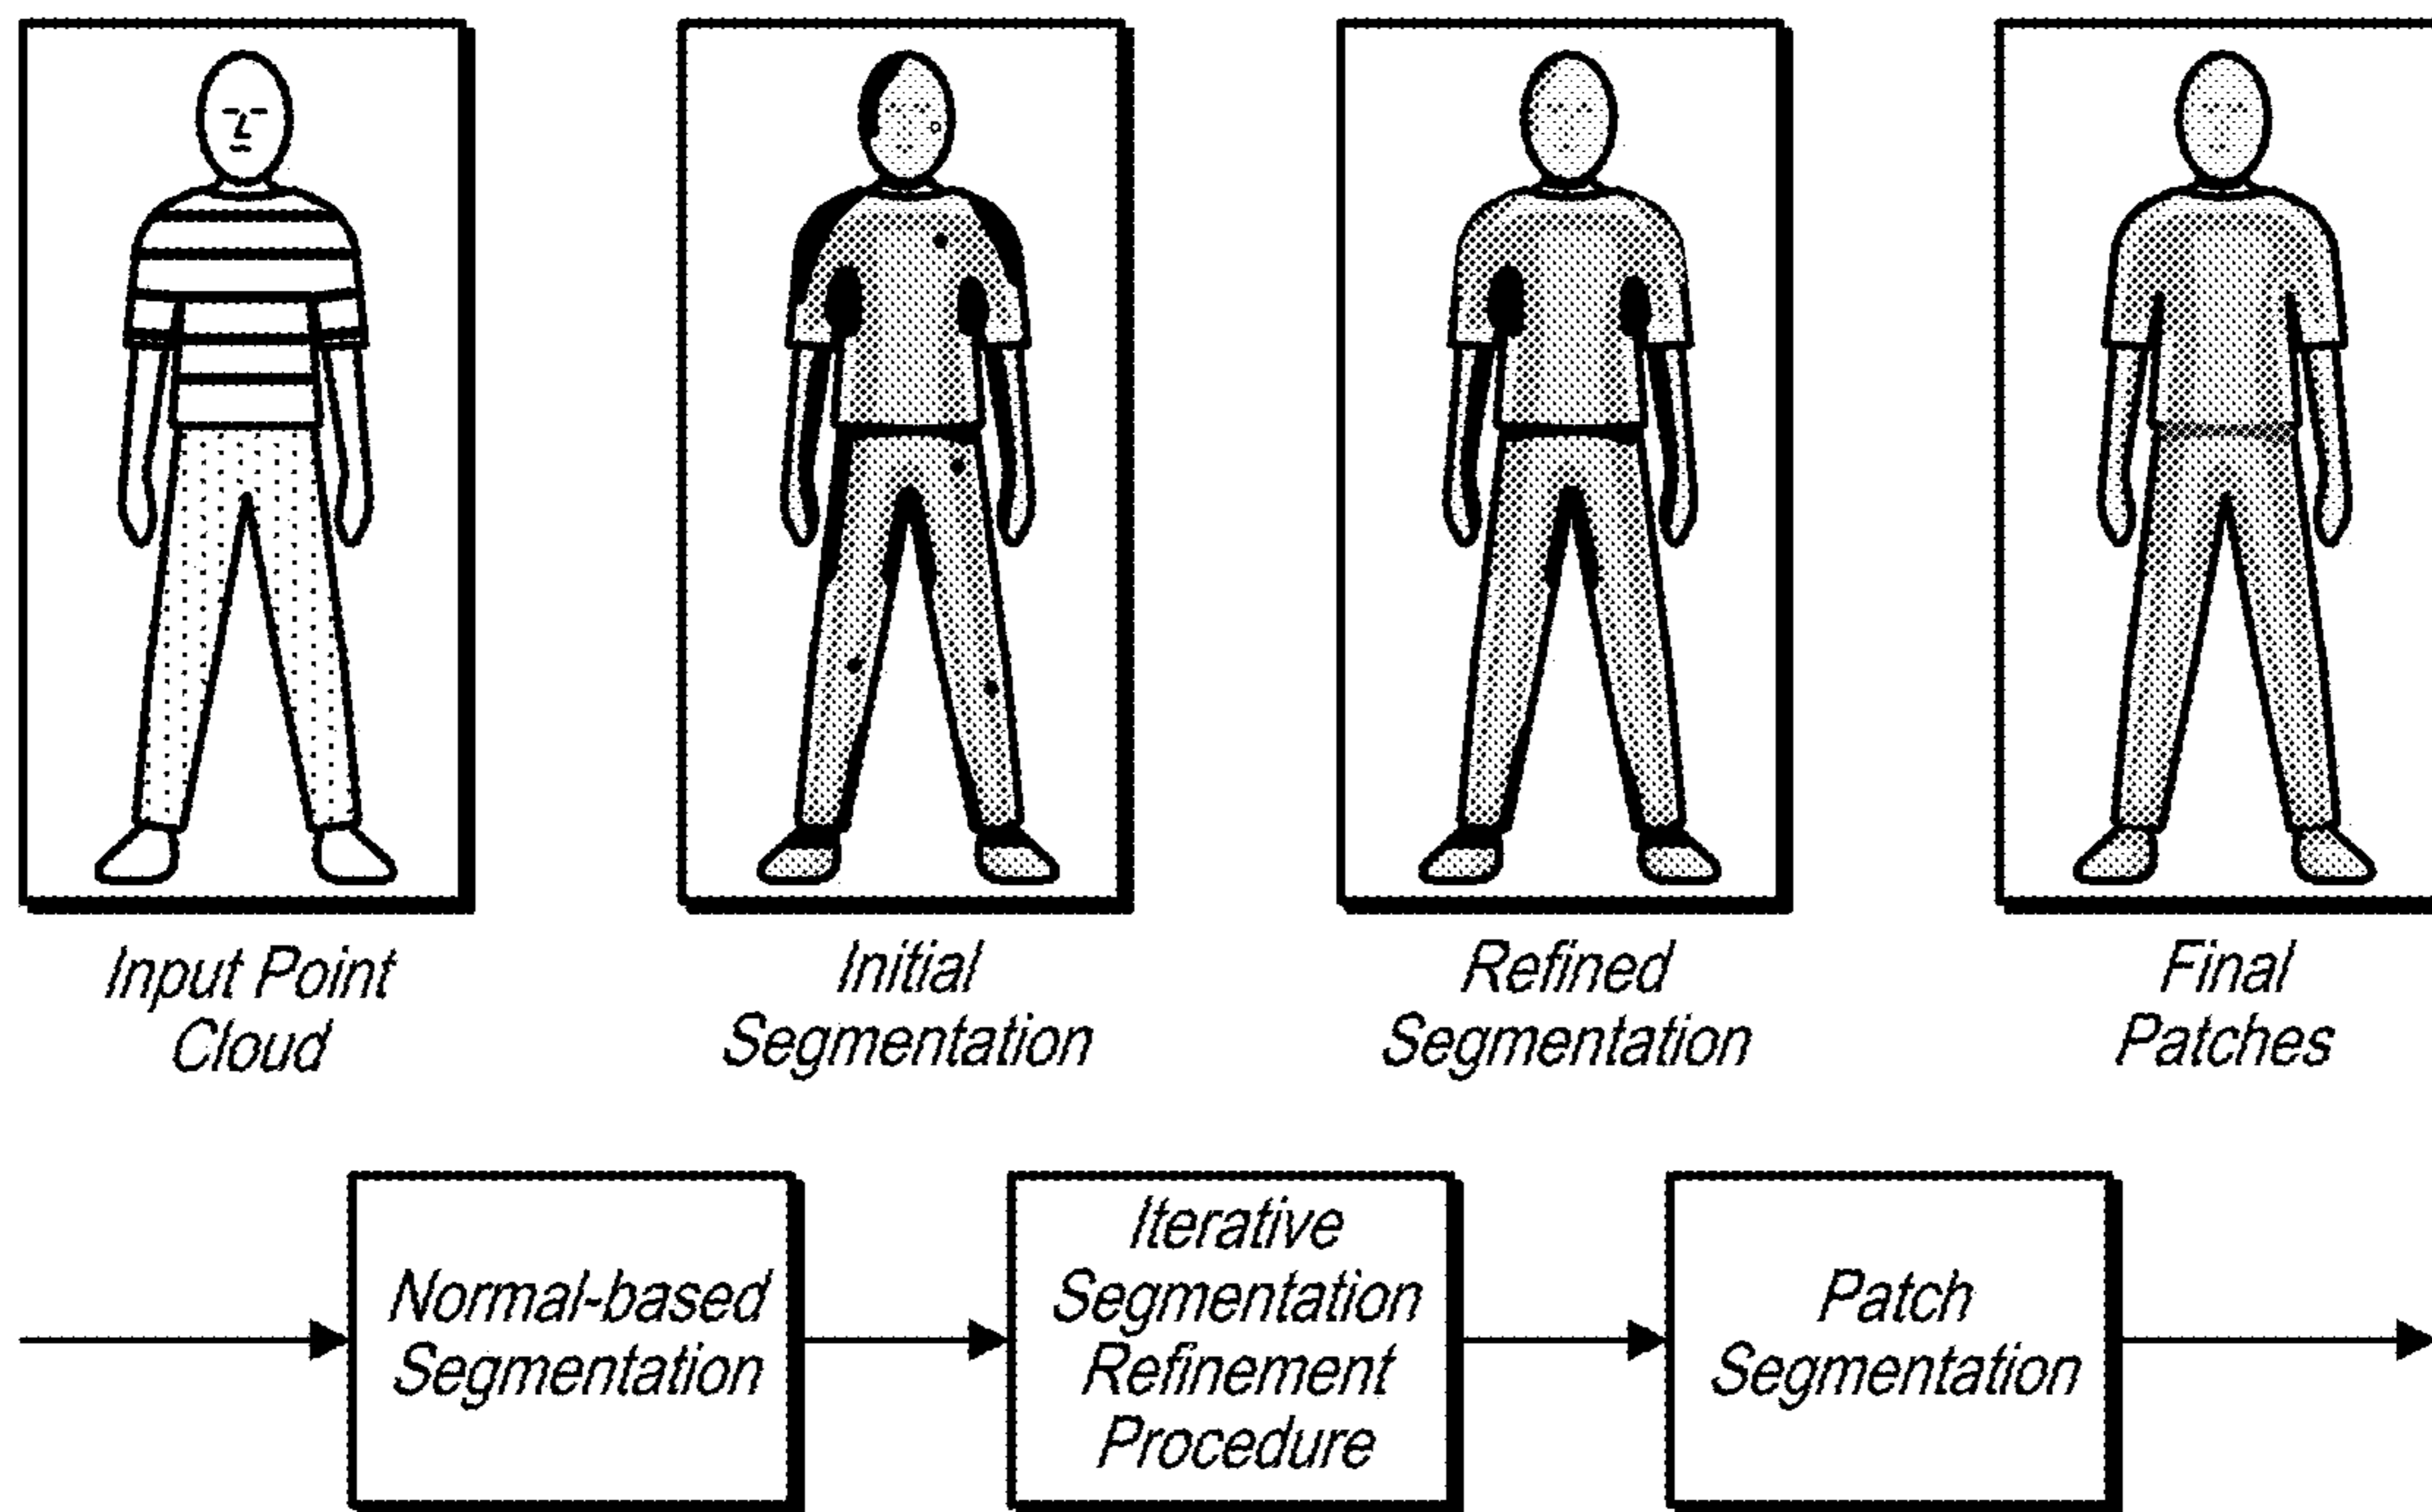 Input Point
Cloud
Initial
Segmentation
Refined
Segmentation
Final
Patches
Normal-based
Segmentation
Iterative
Segmentation
Refinement
Procedure
Patch
Segmentation